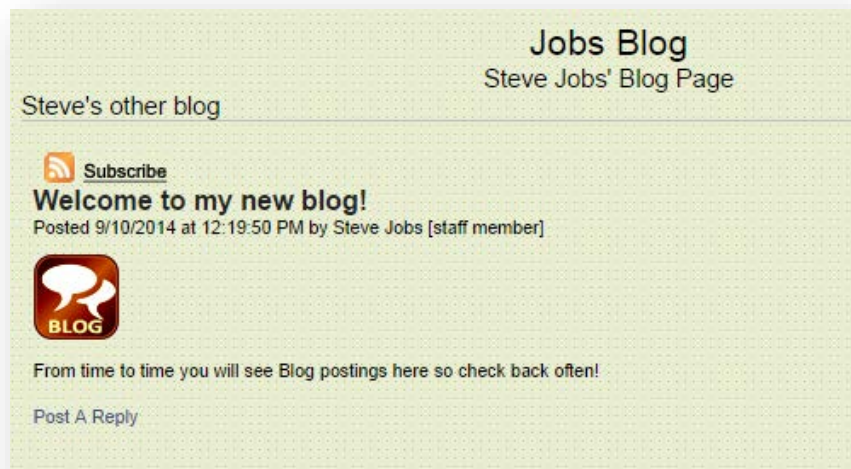 Jobs Blog
Steve Jobs' Blog Page
Steve's other blog
Subscribe
Welcome to my new blog!
Posted 9/10/2014 at 12:19:50 PM by Steve Jobs [staff member]
BLOG
From time to time you will see Blog postings here so check back often!
Post A Reply